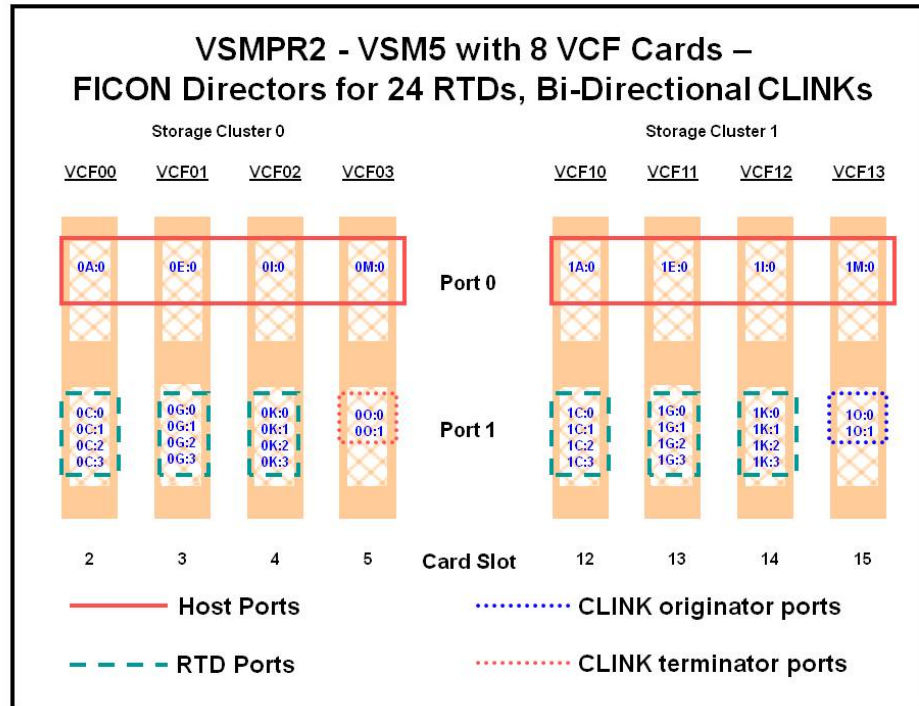 VSMPR2 - VSM5 with 8 VCF Cards –
FICON Directors for 24 RTDs, Bi-Directional CLINKs
Storage Cluster 0
Storage Cluster 1
VCF00 VCF01 VCF02 VCF03
VCF10 VCF11 VCF12 VCF13
0A:0 0E:0 0I:0 0M:0
Port 0
1A:0 1E:0 1I:0 1M:0
0C:0 0G:0 0K:0 0O:0
0C:1 0G:1 0K:1 0O:1
0C:2 0G:2 0K:2
0C:3 0G:3 0K:3
Port 1
1C:0 1G:0 1K:0 1O:0
1C:1 1G:1 1K:1 1O:1
1C:2 1G:2 1K:2
1C:3 1G:3 1K:3
2 3 4 5 Card Slot 12 13 14 15
Host Ports
CLINK originator ports
RTD Ports
CLINK terminator ports